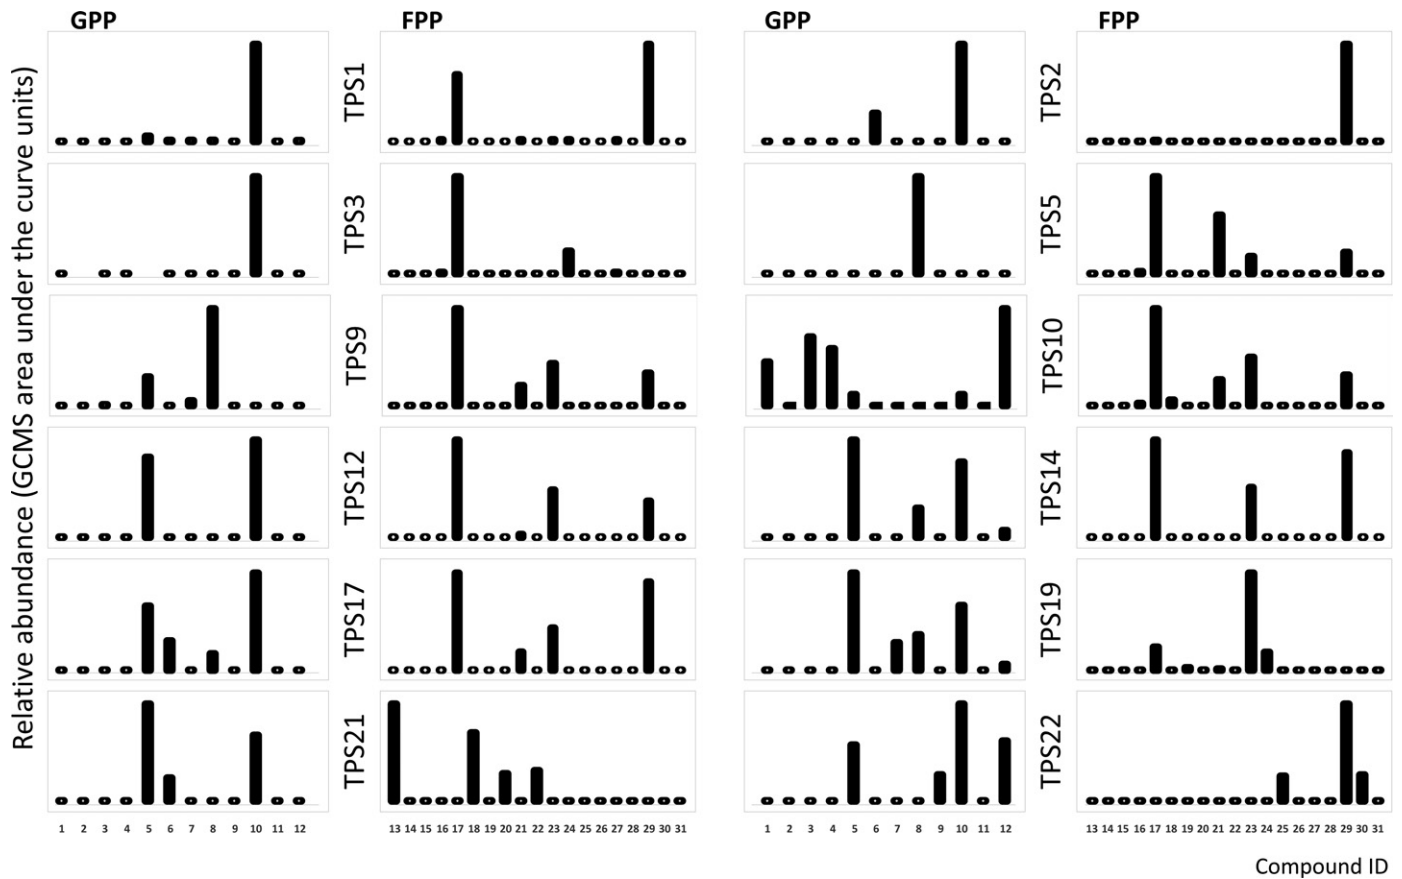 GPP FPP GPP FPP
Relative abundance (GCMS area under the curve units)
TPS1 TPS2
TPS3 TPS5
TPS9 TPS10
TPS12 TPS14
TPS17 TPS19
TPS21 TPS22
1 2 3 4 5 6 7 8 9 10 11 12 13 14 15 16 17 18 19 20 21 22 23 24 25 26 27 28 29 30 31 1 2 3 4 5 6 7 8 9 10 11 12 13 14 15 16 17 18 19 20 21 22 23 24 25 26 27 28 29 30 31
Compound ID